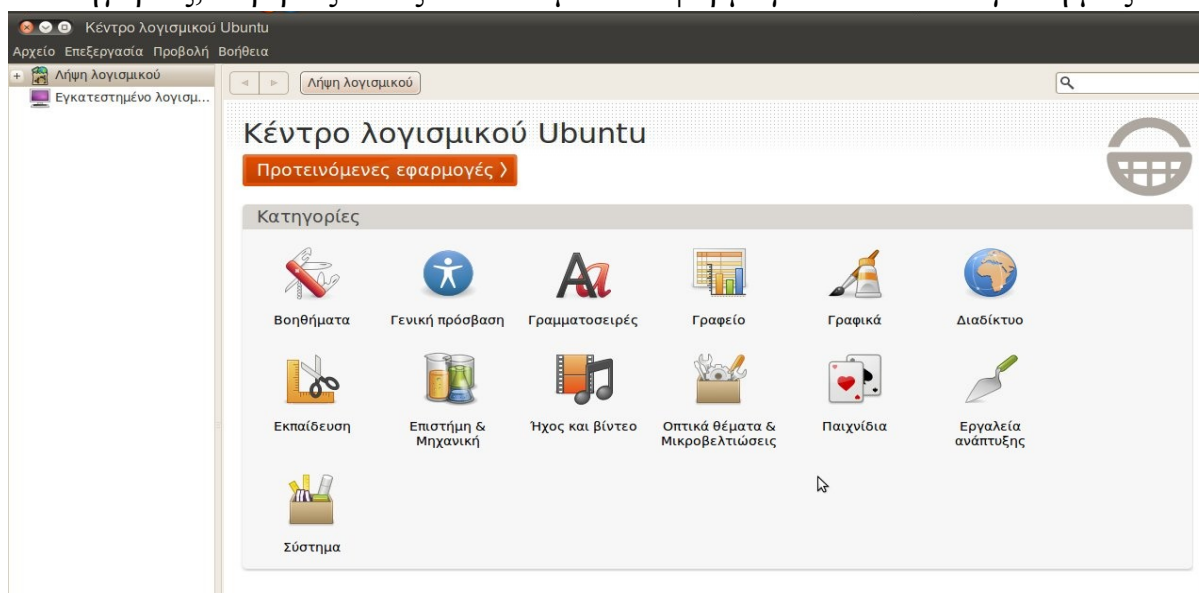 Κέντρο λογισμικού Ubuntu
Αρχείο Επεξεργασία Προβολή Βοήθεια
Λήψη λογισμικού
Εγκατεστημένο λογισμ...
Λήψη λογισμικού
Κέντρο λογισμικού Ubuntu
Προτεινόμενες εφαρμογές
Κατηγορίες
Βοηθήματα Γενική πρόσβαση Γραμματοσειρές Γραφείο Γραφικά Διαδίκτυο
Εκπαίδευση Επιστήμη & Μηχανική Ήχος και βίντεο Οπτικά θέματα & Μικροβελτιώσεις Παιχνίδια Εργαλεία ανάπτυξης
Σύστημα